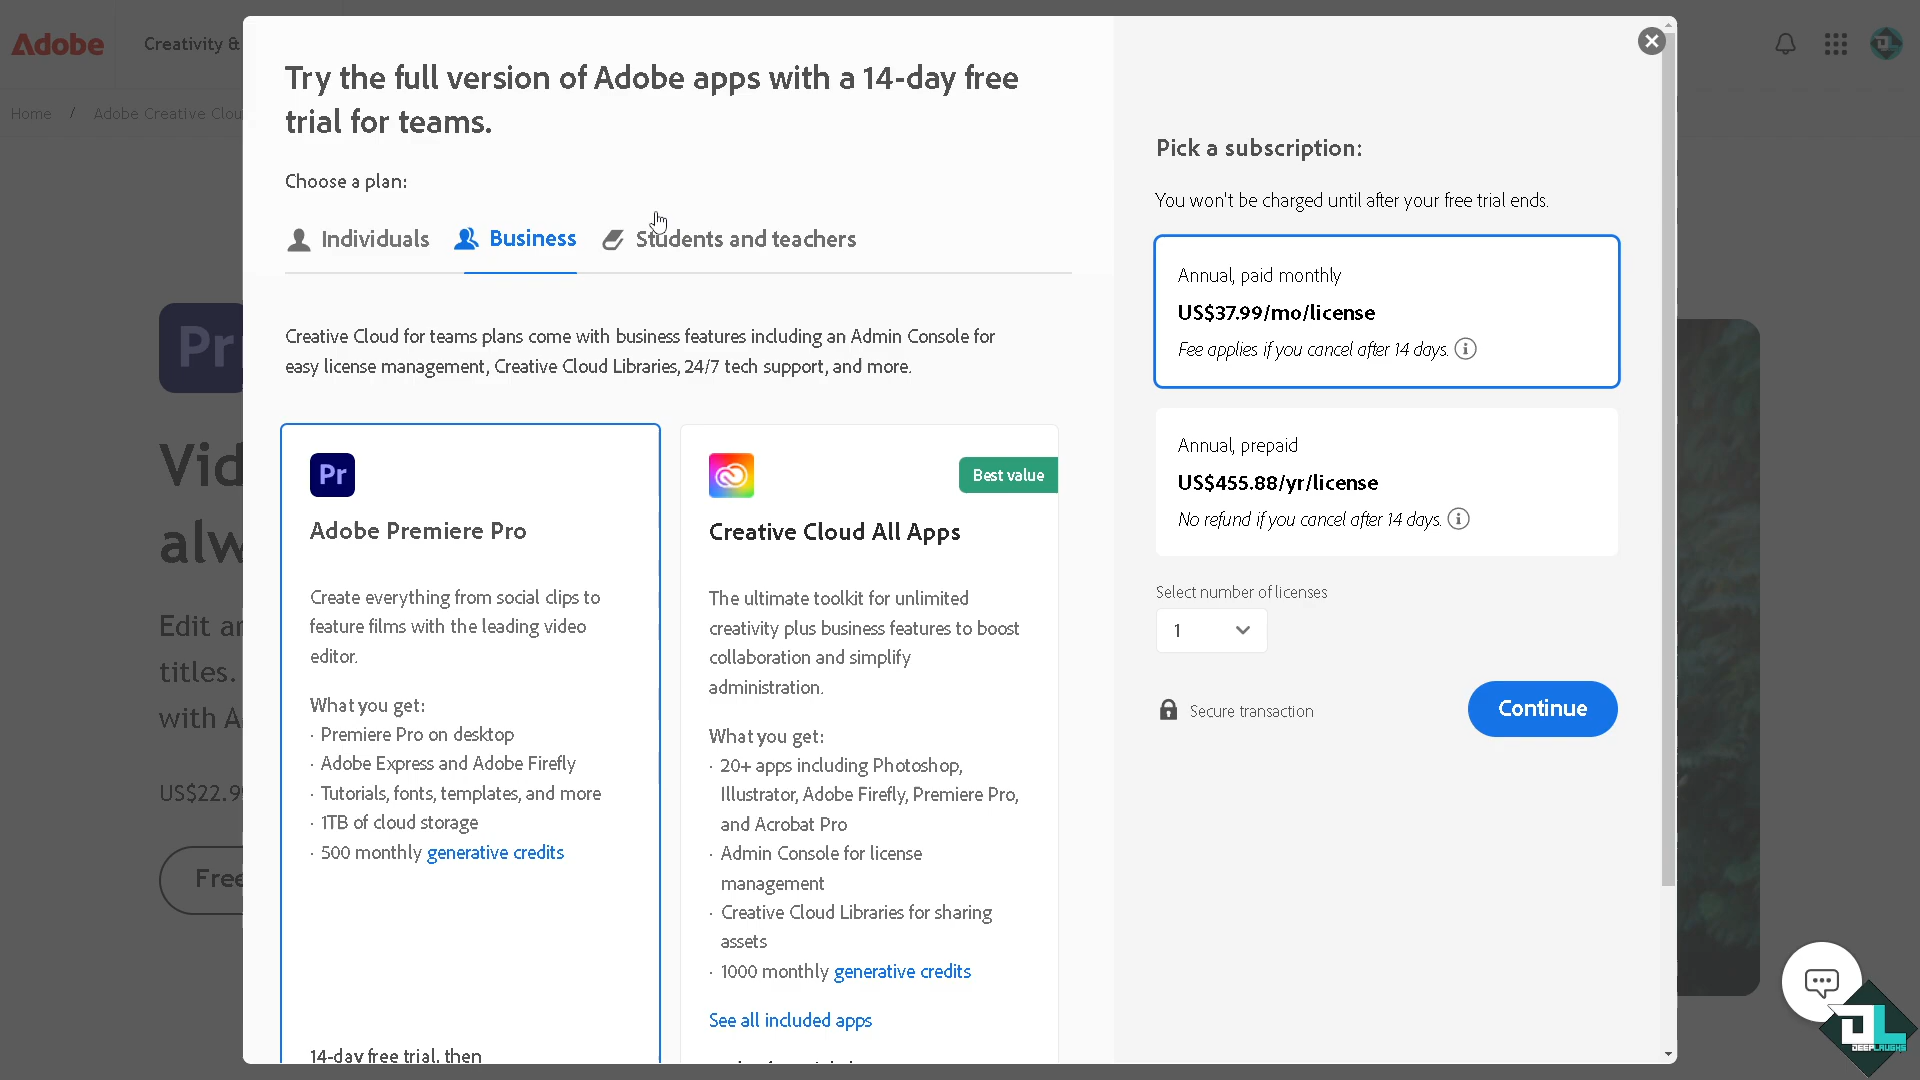 Adobe
Creativity &
Home / Adobe Creative Clou
Pr
Vid
alw
Edit an
titles.
with A
US$22.9
Free
Try the full version of Adobe apps with a 14-day free
trial for teams.
Choose a plan:
Individuals
Business
Students and teachers
Creative Cloud for teams plans come with business features including an Admin Console for
easy license management, Creative Cloud Libraries, 24/7 tech support, and more.
Pr
Adobe Premiere Pro
Create everything from social clips to
feature films with the leading video
editor.
What you get:
· Premiere Pro on desktop
· Adobe Express and Adobe Firefly
· Tutorials, fonts, templates, and more
· 1TB of cloud storage
· 500 monthly generative credits
14-day free trial, then
Best value
Creative Cloud All Apps
The ultimate toolkit for unlimited
creativity plus business features to boost
collaboration and simplify
administration.
What you get:
· 20+ apps including Photoshop,
Illustrator, Adobe Firefly, Premiere Pro,
and Acrobat Pro
· Admin Console for license
management
· Creative Cloud Libraries for sharing
assets
· 1000 monthly generative credits
See all included apps
Pick a subscription:
You won't be charged until after your free trial ends.
Annual, paid monthly
US$37.99/mo/license
Fee applies if you cancel after 14 days.
Annual, prepaid
US$455.88/yr/license
No refund if you cancel after 14 days.
Select number of licenses
1
Secure transaction
Continue
DEEPLAUGHS